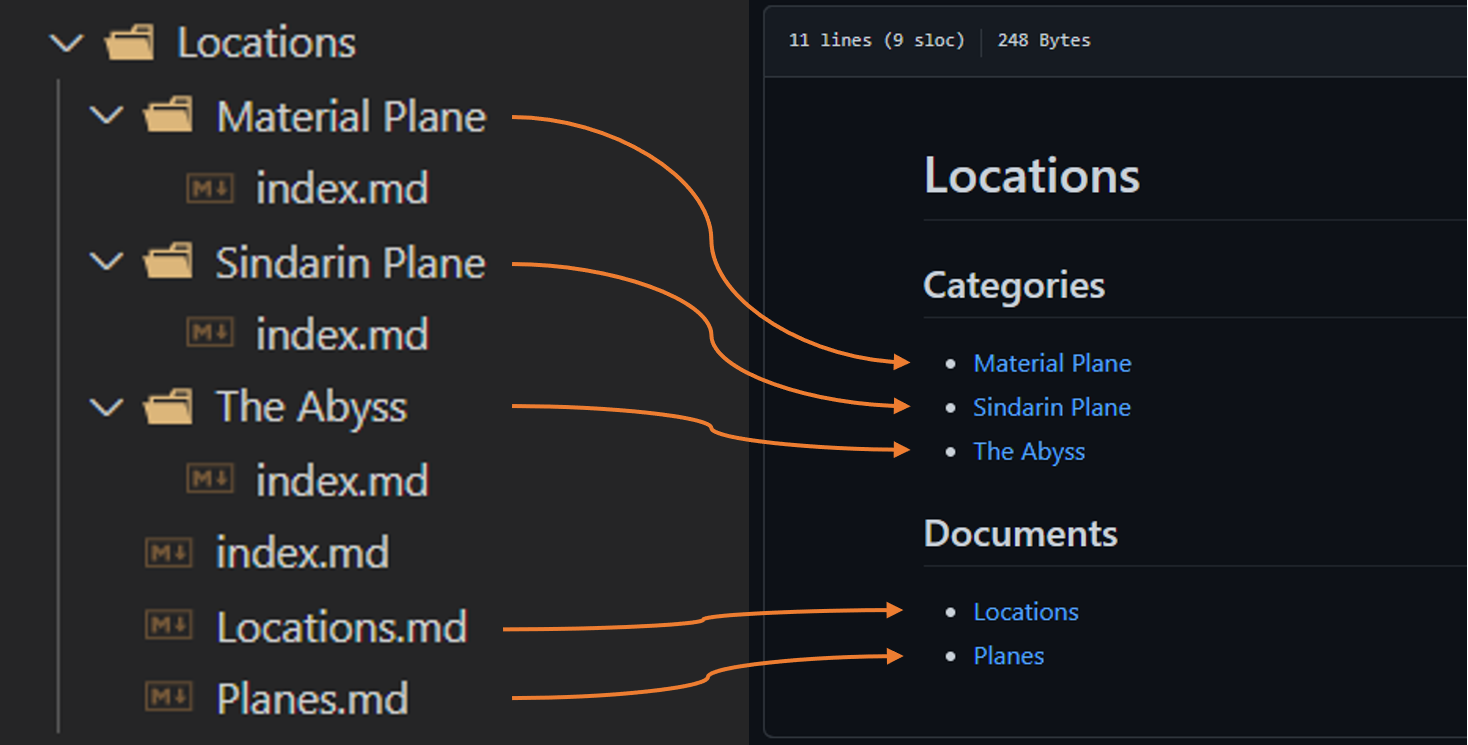 Locations
Material Plane
M↓ index.md
Sindarin Plane
M↓ index.md
The Abyss
M↓ index.md
M↓ index.md
M↓ Locations.md
M↓ Planes.md
11 lines (9 sloc) 248 Bytes
Locations
Categories
• Material Plane
• Sindarin Plane
• The Abyss
Documents
• Locations
• Planes